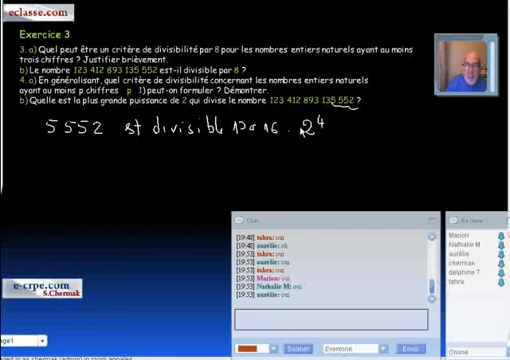 eclasse.com
Exercice 3
3. a) Quel peut être un critère de divisibilité par 8 pour les nombres entiers naturels ayant au moins
trois chiffres ? Justifier brièvement.
b) Le nombre 123 412 893 135 552 est-il divisible par 8 ?
4. a) En généralisant, quel critère de divisibilité concernant les nombres entiers naturels
ayant au moins p chiffres p 1) peut-on formuler ? Démontrer.
b) Quelle est la plus grande puissance de 2 qui divise le nombre 123 412 893 135 552 ?
5552 est divisible par 16. 2^4
Chat
En classe
[19:48] tahra: oui
[19:48] aurélie: ok
[19:53] tahra: oui
[19:53] aurélie: oui
[19:53] tahra: oui
[19:53] Marion: oui
[19:53] Nathalie M: oui
[19:53] aurélie: oui
Marion
Nathalie M
aurélie
chermak
delphine T
tahra
e-crpe.com
S.Chermak
Sonner
Everyone
Envoi
Online